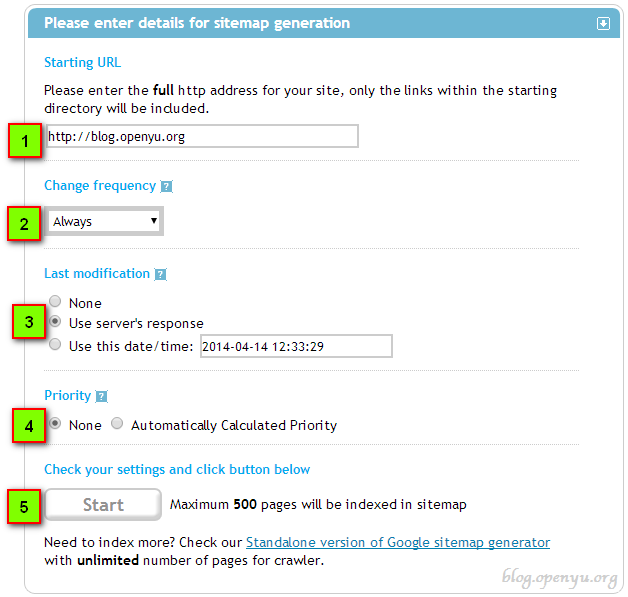 Please enter details for sitemap generation
Starting URL
Please enter the full http address for your site, only the links within the starting
directory will be included.
1 http://blog.openyu.org
Change frequency ?
2 Always
Last modification ?
None
3 Use server's response
Use this date/time: 2014-04-14 12:33:29
Priority ?
4 None Automatically Calculated Priority
Check your settings and click button below
5 Start Maximum 500 pages will be indexed in sitemap
Need to index more? Check our Standalone version of Google sitemap generator
with unlimited number of pages for crawler.
blog.openyu.org